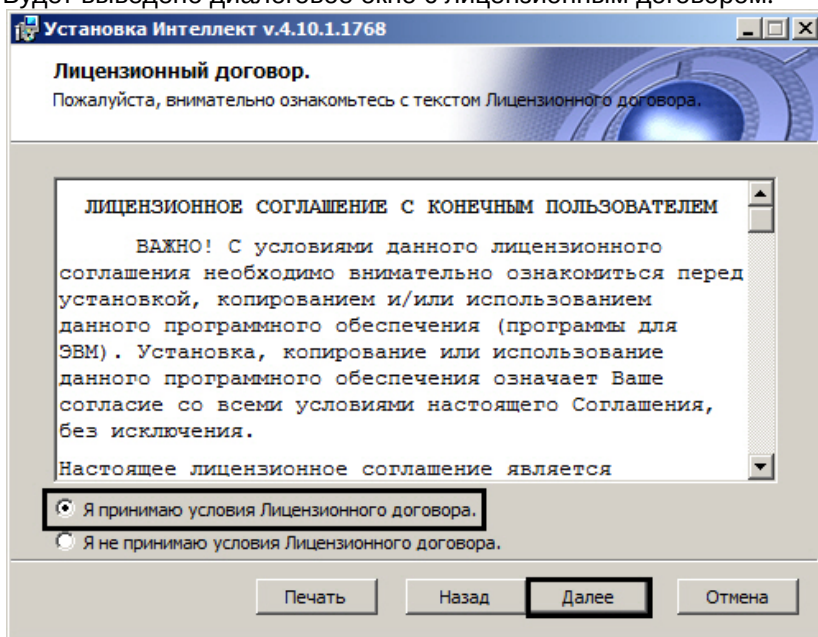 Будет выведено диалоговое окно с лицензионным договором.
Установка Интеллект v.4.10.1.1768
Лицензионный договор.
Пожалуйста, внимательно ознакомьтесь с текстом Лицензионного договора.
ЛИЦЕНЗИОННОЕ СОГЛАШЕНИЕ С КОНЕЧНЫМ ПОЛЬЗОВАТЕЛЕМ
ВАЖНО! С условиями данного лицензионного
соглашения необходимо внимательно ознакомиться перед
установкой, копированием и/или использованием
данного программного обеспечения (программы для
ЭВМ). Установка, копирование или использование
данного программного обеспечения означает Ваше
согласие со всеми условиями настоящего Соглашения,
без исключения.
Настоящее лицензионное соглашение является
Я принимаю условия Лицензионного договора.
Я не принимаю условия Лицензионного договора.
Печать Назад Далее Отмена